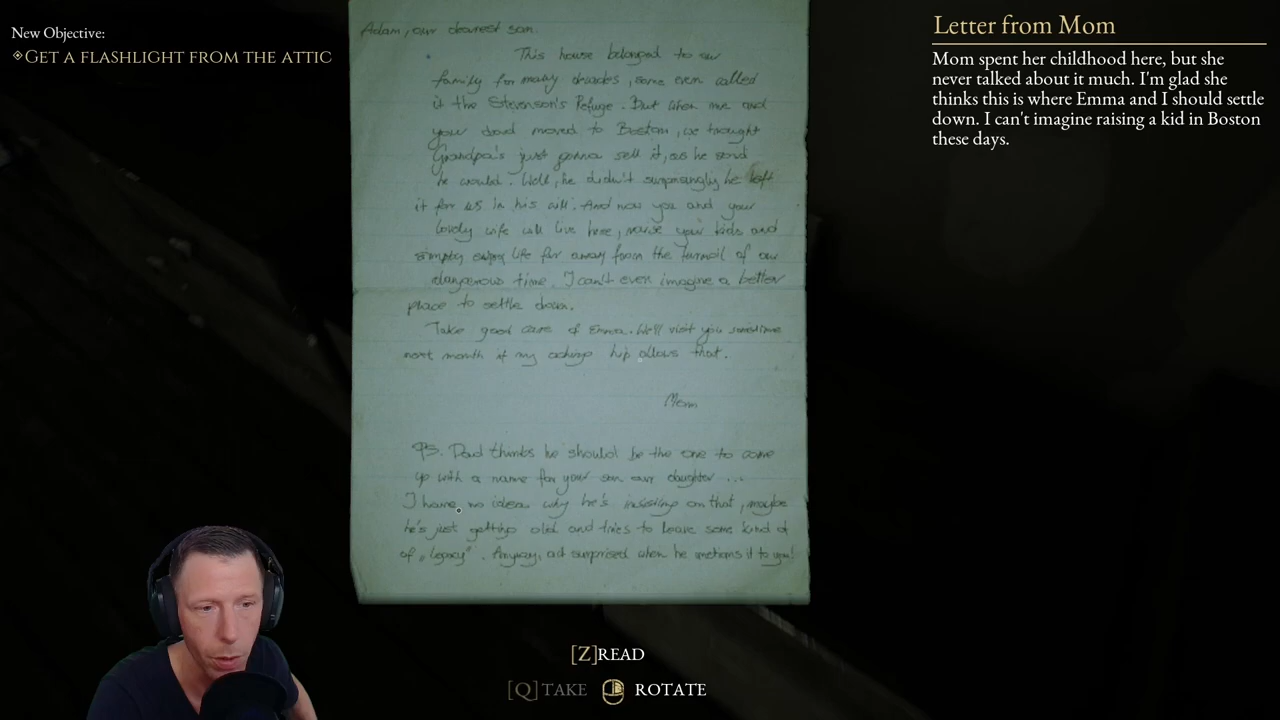 New Objective:
GET A FLASHLIGHT FROM THE ATTIC
Adam, our dearest son.
This house belonged to our
family for many decades, some even called
it the Stevenson's Refuge. But when me and
your dad moved to Boston, we thought
Grandpa's just gonna sell it, as he said
he would. Well, he didn't surprisingly he left
it for us in his will. And now you and your
lovely wife will live here, raise your kids and
simply enjoy life far away from the turmoil of our
dangerous time. I can't even imagine a better
place to settle down.
Take good care of Emma. We'll visit you sometime
next month if my aching hip allows that.
Mom
PS. Dad thinks he should be the one to come
up with a name for your son our daughter ...
I have no idea why he's insisting on that, maybe
he's just getting old and tries to leave some kind of
of „legacy". Anyway, act surprised when he mentions it to you!
Letter from Mom
Mom spent her childhood here, but she
never talked about it much. I'm glad she
thinks this is where Emma and I should settle
down. I can't imagine raising a kid in Boston
these days.
[Z]READ
[Q]TAKE
ROTATE